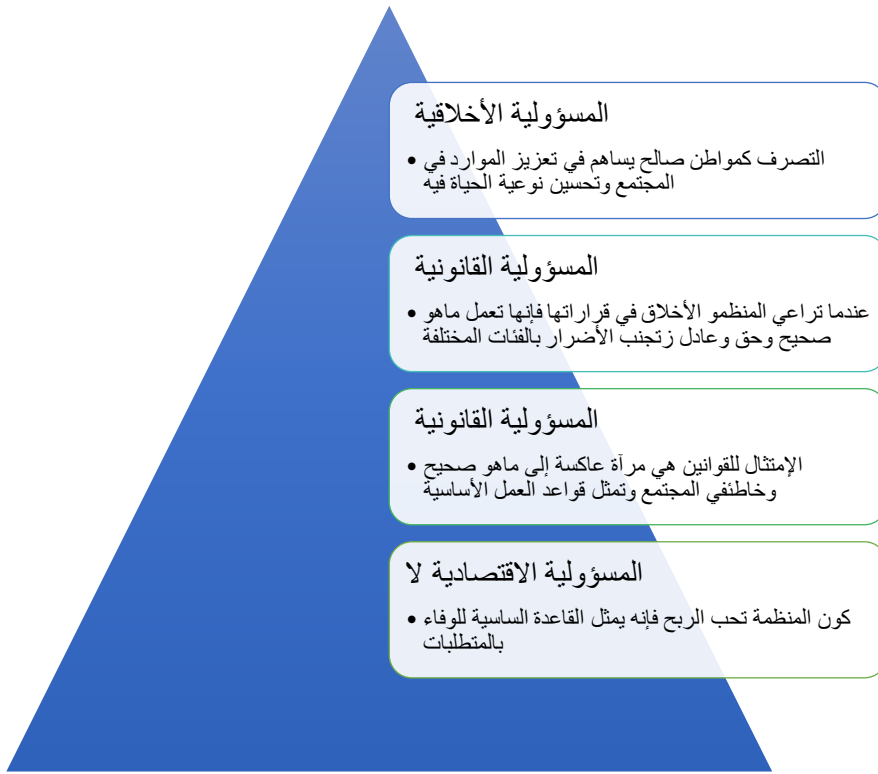 المسؤولية الأخلاقية
• التصرف كمواطن صالح يساهم في تعزيز الموارد في
المجتمع وتحسين نوعية الحياة فيه
المسؤولية القانونية
• عندما تراعي المنظمو الأخلاق في قراراتها فإنها تعمل ماهو
صحيح وحق وعادل زتجنب الأضرار بالفئات المختلفة
المسؤولية القانونية
• الإمتثال للقوانين هي مرآة عاكسة إلى ماهو صحيح
وخاطئفي المجتمع وتمثل قواعد العمل الأساسية
المسؤولية الاقتصادية لا
• كون المنظمة تحب الربح فإنه يمثل القاعدة الساسية للوفاء
بالمتطلبات